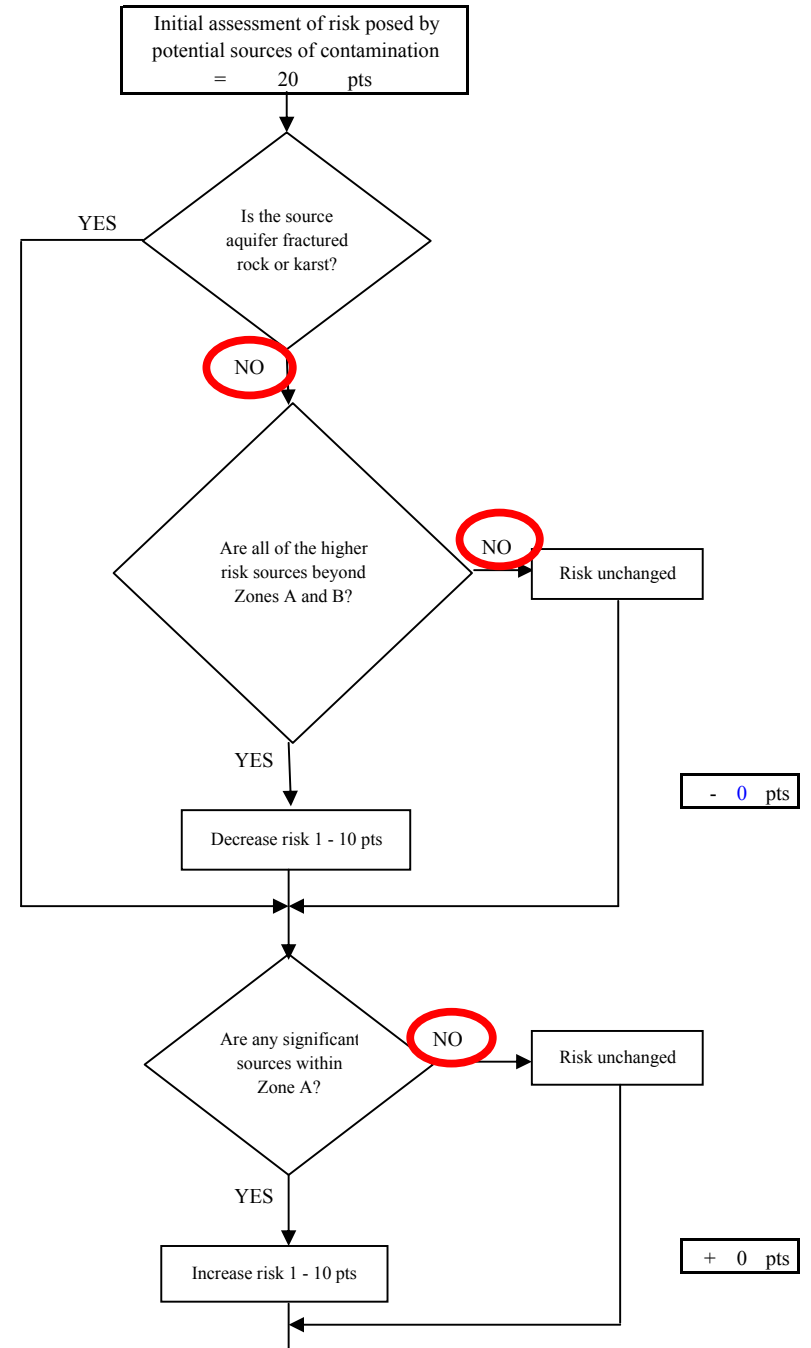 Initial assessment of risk posed by
potential sources of contamination
= 20 pts
YES
Is the source
aquifer fractured
rock or karst?
NO
Are all of the higher
risk sources beyond
Zones A and B?
NO
Risk unchanged
YES
- 0 pts
Decrease risk 1 - 10 pts
Are any significant
sources within
Zone A?
NO
Risk unchanged
YES
+ 0 pts
Increase risk 1 - 10 pts